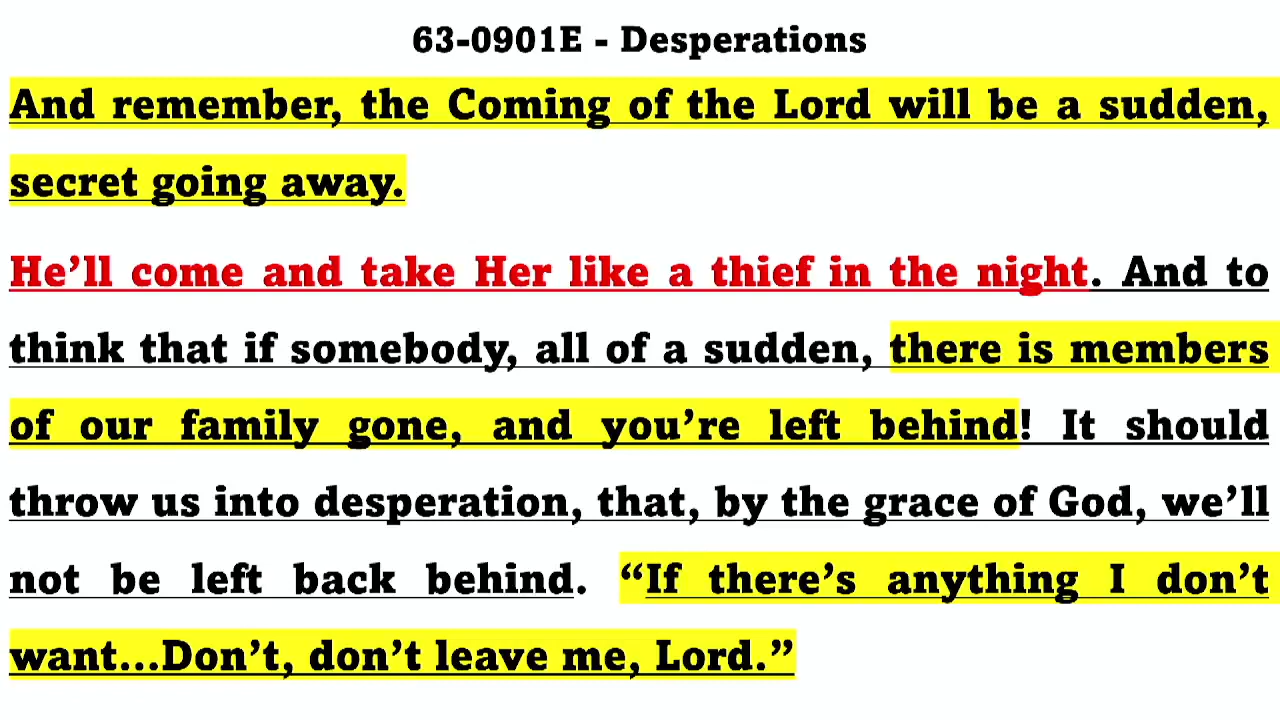 63-0901E - Desperations
And remember, the Coming of the Lord will be a sudden,
secret going away.
He’ll come and take Her like a thief in the night. And to
think that if somebody, all of a sudden, there is members
of our family gone, and you’re left behind! It should
throw us into desperation, that, by the grace of God, we’ll
not be left back behind. “If there’s anything I don’t
want...Don’t, don’t leave me, Lord.”